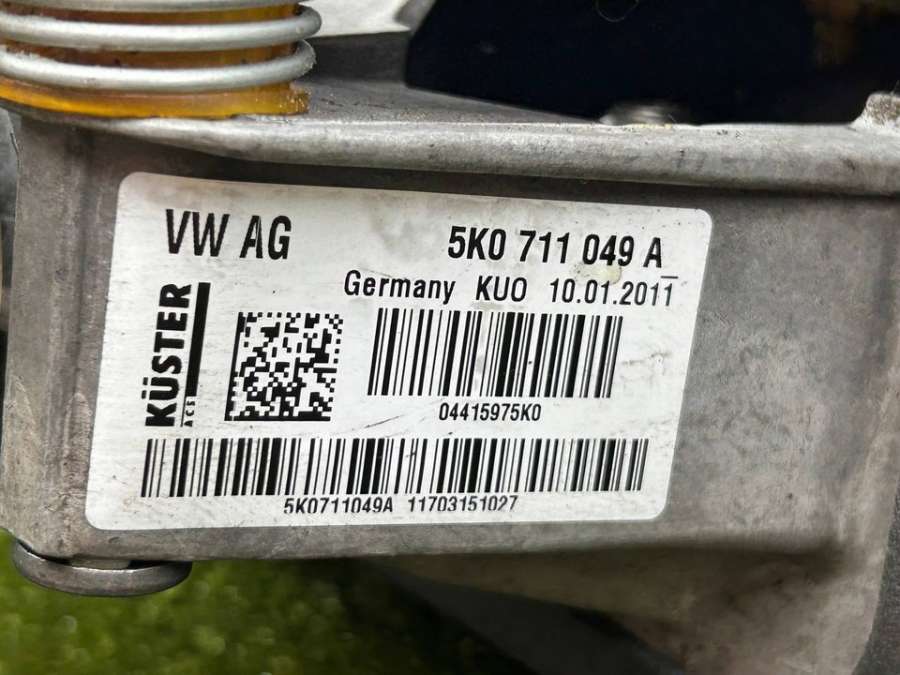 VW AG 5K0 711 049 A
Germany KUO 10.01.2011
KÜSTER
ACS
04415975K0
5K0711049A 11703151027